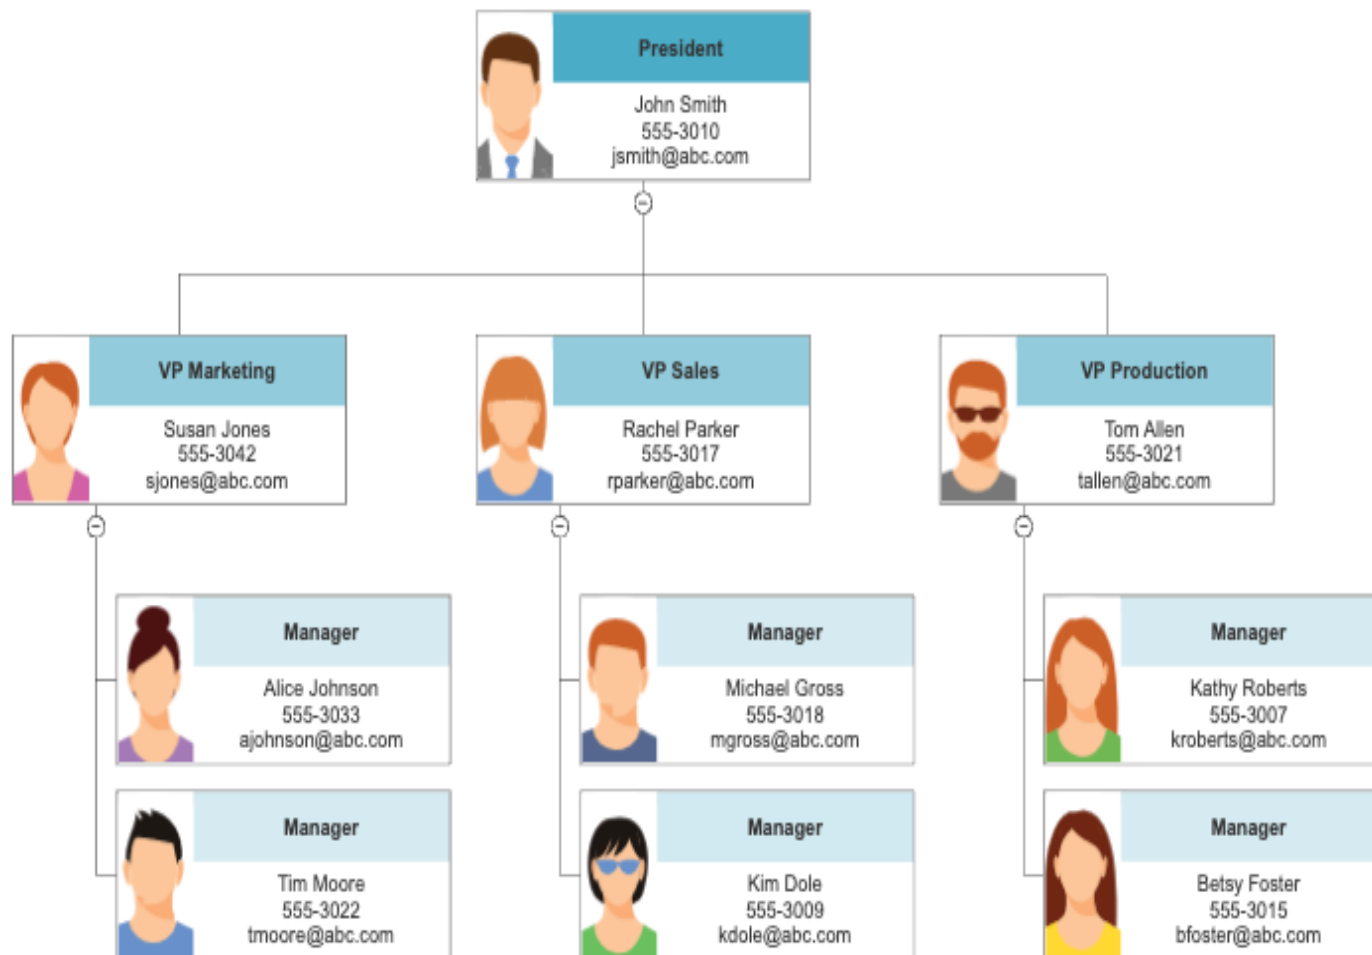 President
John Smith
555-3010
jsmith@abc.com
VP Marketing
Susan Jones
555-3042
sjones@abc.com
VP Sales
Rachel Parker
555-3017
rparker@abc.com
VP Production
Tom Allen
555-3021
tallen@abc.com
Manager
Alice Johnson
555-3033
ajohnson@abc.com
Manager
Michael Gross
555-3018
mgross@abc.com
Manager
Kathy Roberts
555-3007
kroberts@abc.com
Manager
Tim Moore
555-3022
tmoore@abc.com
Manager
Kim Dole
555-3009
kdole@abc.com
Manager
Betsy Foster
555-3015
bfoster@abc.com